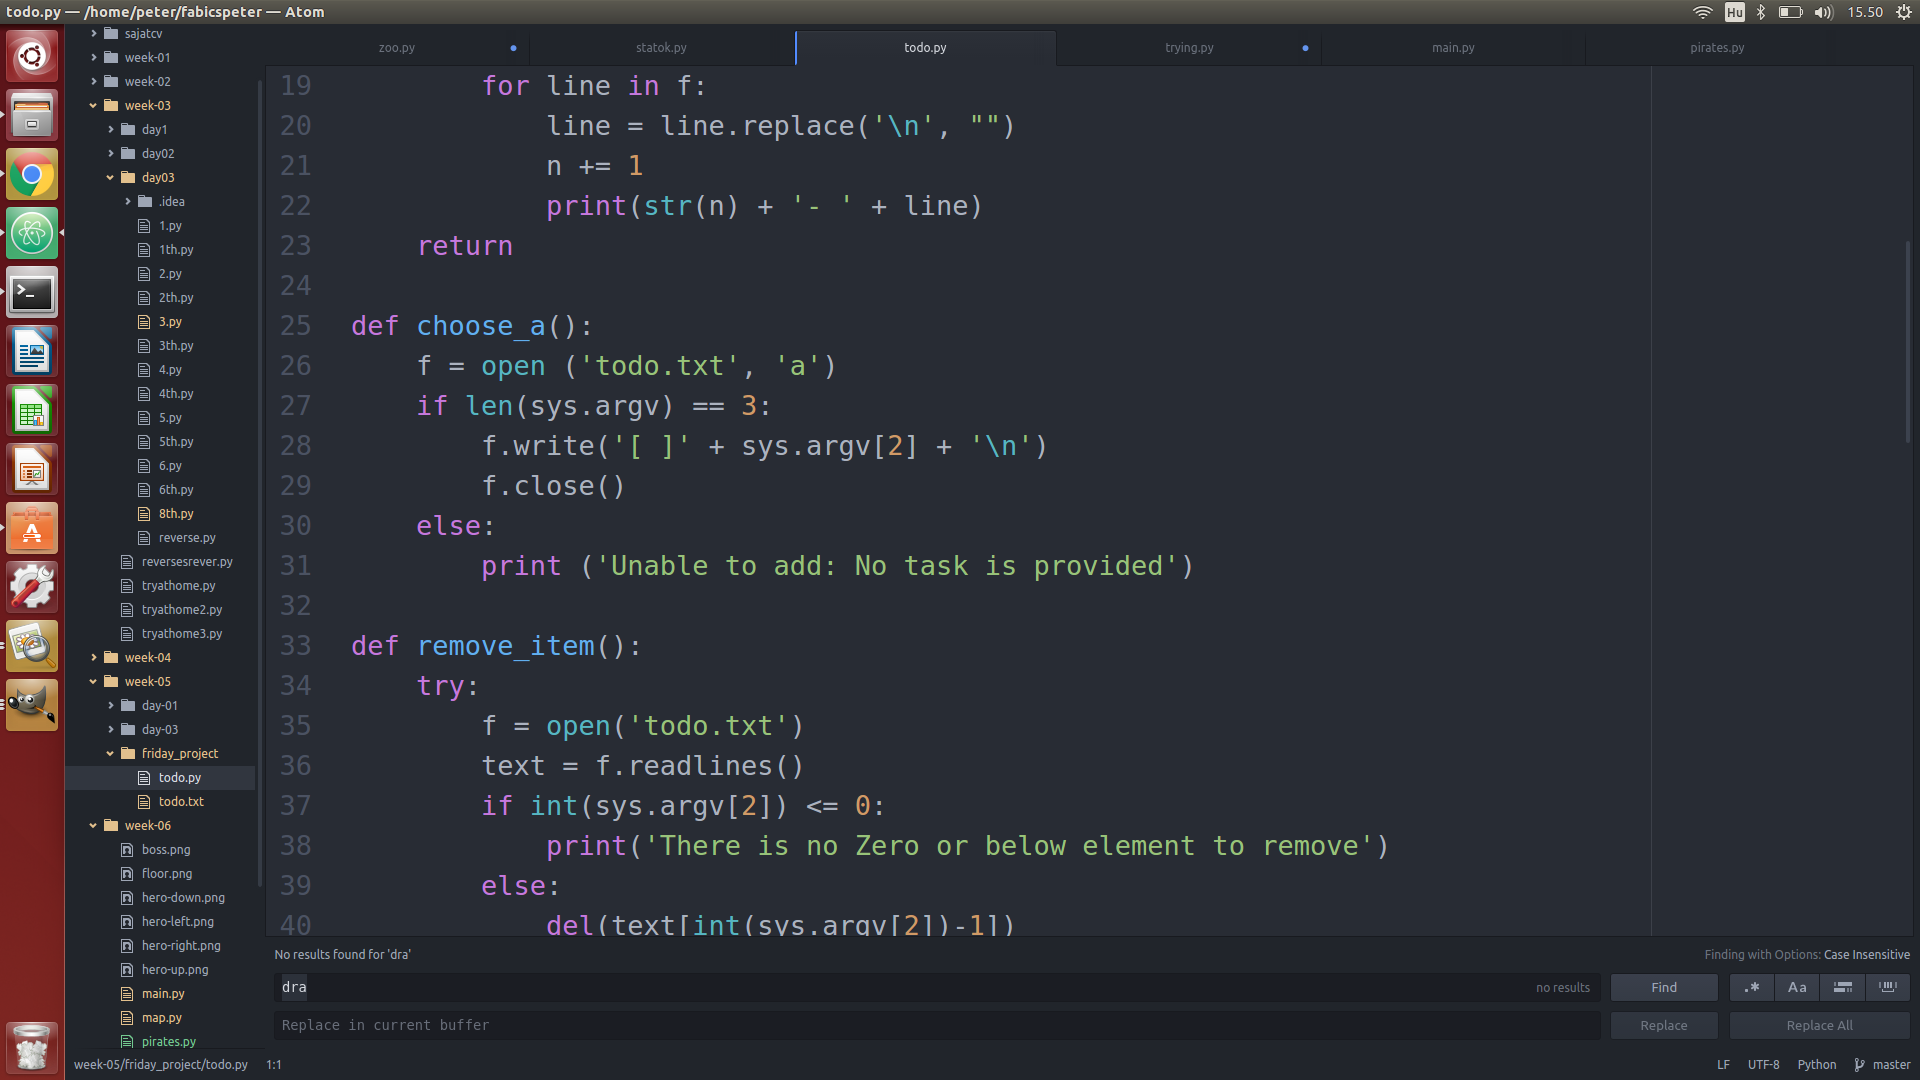 todo.py — /home/peter/fabicspeter — Atom
Hu
15.50
sajatcv
week-01
week-02
week-03
day1
day02
day03
.idea
1.py
1th.py
2.py
2th.py
3.py
3th.py
4.py
4th.py
5.py
5th.py
6.py
6th.py
8th.py
reverse.py
reversesrever.py
tryathome.py
tryathome2.py
tryathome3.py
week-04
week-05
day-01
day-03
friday_project
todo.py
todo.txt
week-06
boss.png
floor.png
hero-down.png
hero-left.png
hero-right.png
hero-up.png
main.py
map.py
pirates.py
zoo.py
statok.py
todo.py
trying.py
main.py
pirates.py
19 for line in f:
20 line = line.replace('\n', "")
21 n += 1
22 print(str(n) + '- ' + line)
23 return
24
25 def choose_a():
26 f = open ('todo.txt', 'a')
27 if len(sys.argv) == 3:
28 f.write('[ ]' + sys.argv[2] + '\n')
29 f.close()
30 else:
31 print ('Unable to add: No task is provided')
32
33 def remove_item():
34 try:
35 f = open('todo.txt')
36 text = f.readlines()
37 if int(sys.argv[2]) <= 0:
38 print('There is no Zero or below element to remove')
39 else:
40 del(text[int(sys.argv[2])-1])
No results found for 'dra'
Finding with Options: Case Insensitive
dra
no results
Find
.*
Aa
Replace in current buffer
Replace
Replace All
week-05/friday_project/todo.py
1:1
LF
UTF-8
Python
master